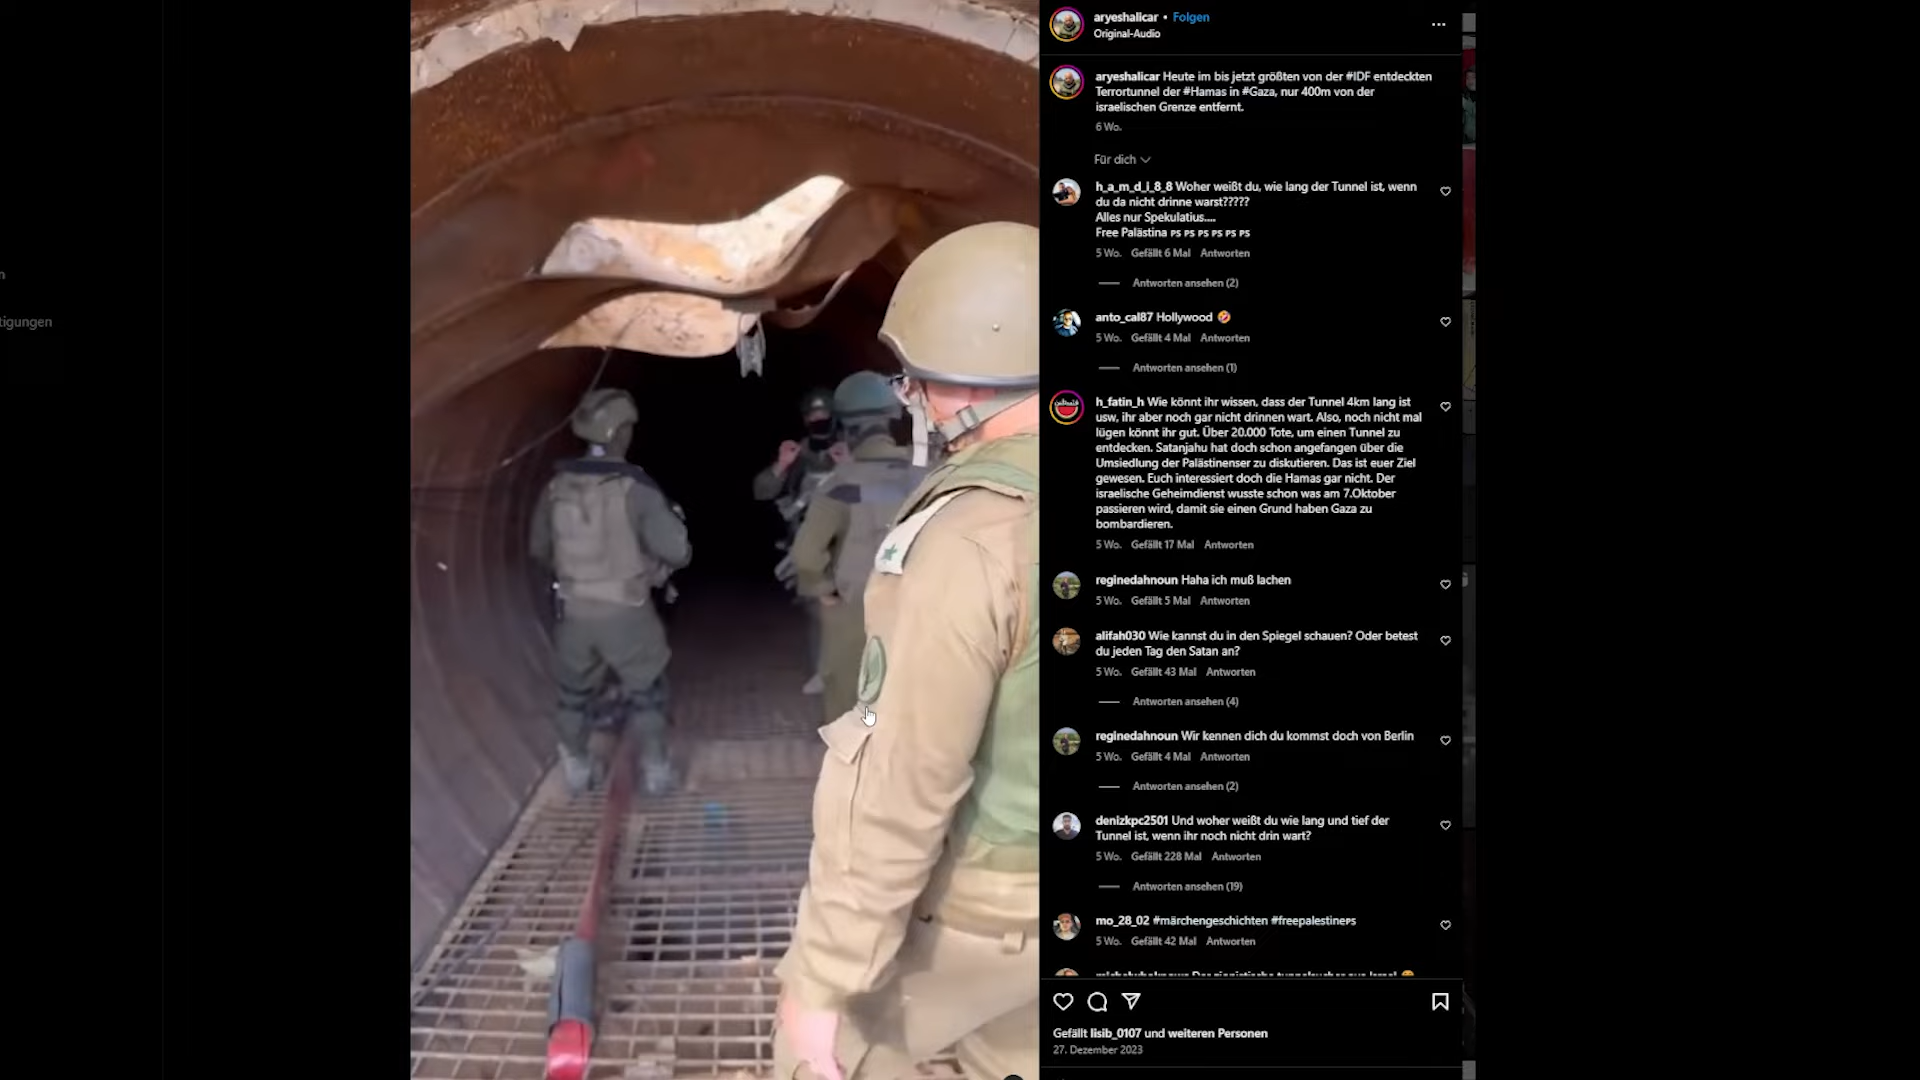 aryeshalicar • Folgen
Original-Audio
aryeshalicar Heute im bis jetzt größten von der #IDF entdeckten
Terrortunnel der #Hamas in #Gaza, nur 400m von der
israelischen Grenze entfernt.
6 Wo.
Für dich
h_a_m_d_i_8_8 Woher weißt du, wie lang der Tunnel ist, wenn
du da nicht drinne warst?????
Alles nur Spekulatius....
Free Palästina PS PS PS PS PS PS
5 Wo. Gefällt 6 Mal Antworten
Antworten ansehen (2)
anto_cal87 Hollywood 🤣
5 Wo. Gefällt 4 Mal Antworten
Antworten ansehen (1)
h_fatin_h Wie könnt ihr wissen, dass der Tunnel 4km lang ist
usw, ihr aber noch gar nicht drinnen wart. Also, noch nicht mal
lügen könnt ihr gut. Über 20.000 Tote, um einen Tunnel zu
entdecken. Satanjahu hat doch schon angefangen über die
Umsiedlung der Palästinenser zu diskutieren. Das ist euer Ziel
gewesen. Euch interessiert doch die Hamas gar nicht. Der
israelische Geheimdienst wusste schon was am 7.Oktober
passieren wird, damit sie einen Grund haben Gaza zu
bombardieren.
5 Wo. Gefällt 17 Mal Antworten
reginedahnoun Haha ich muß lachen
5 Wo. Gefällt 5 Mal Antworten
alifah030 Wie kannst du in den Spiegel schauen? Oder betest
du jeden Tag den Satan an?
5 Wo. Gefällt 43 Mal Antworten
Antworten ansehen (4)
reginedahnoun Wir kennen dich du kommst doch von Berlin
5 Wo. Gefällt 4 Mal Antworten
Antworten ansehen (2)
denizkpc2501 Und woher weißt du wie lang und tief der
Tunnel ist, wenn ihr noch nicht drin wart?
5 Wo. Gefällt 228 Mal Antworten
Antworten ansehen (19)
mo_28_02 #märchengeschichten #freepalestinePS
5 Wo. Gefällt 42 Mal Antworten
Gefällt lisib_0107 und weiteren Personen
27. Dezember 2023
tigungen